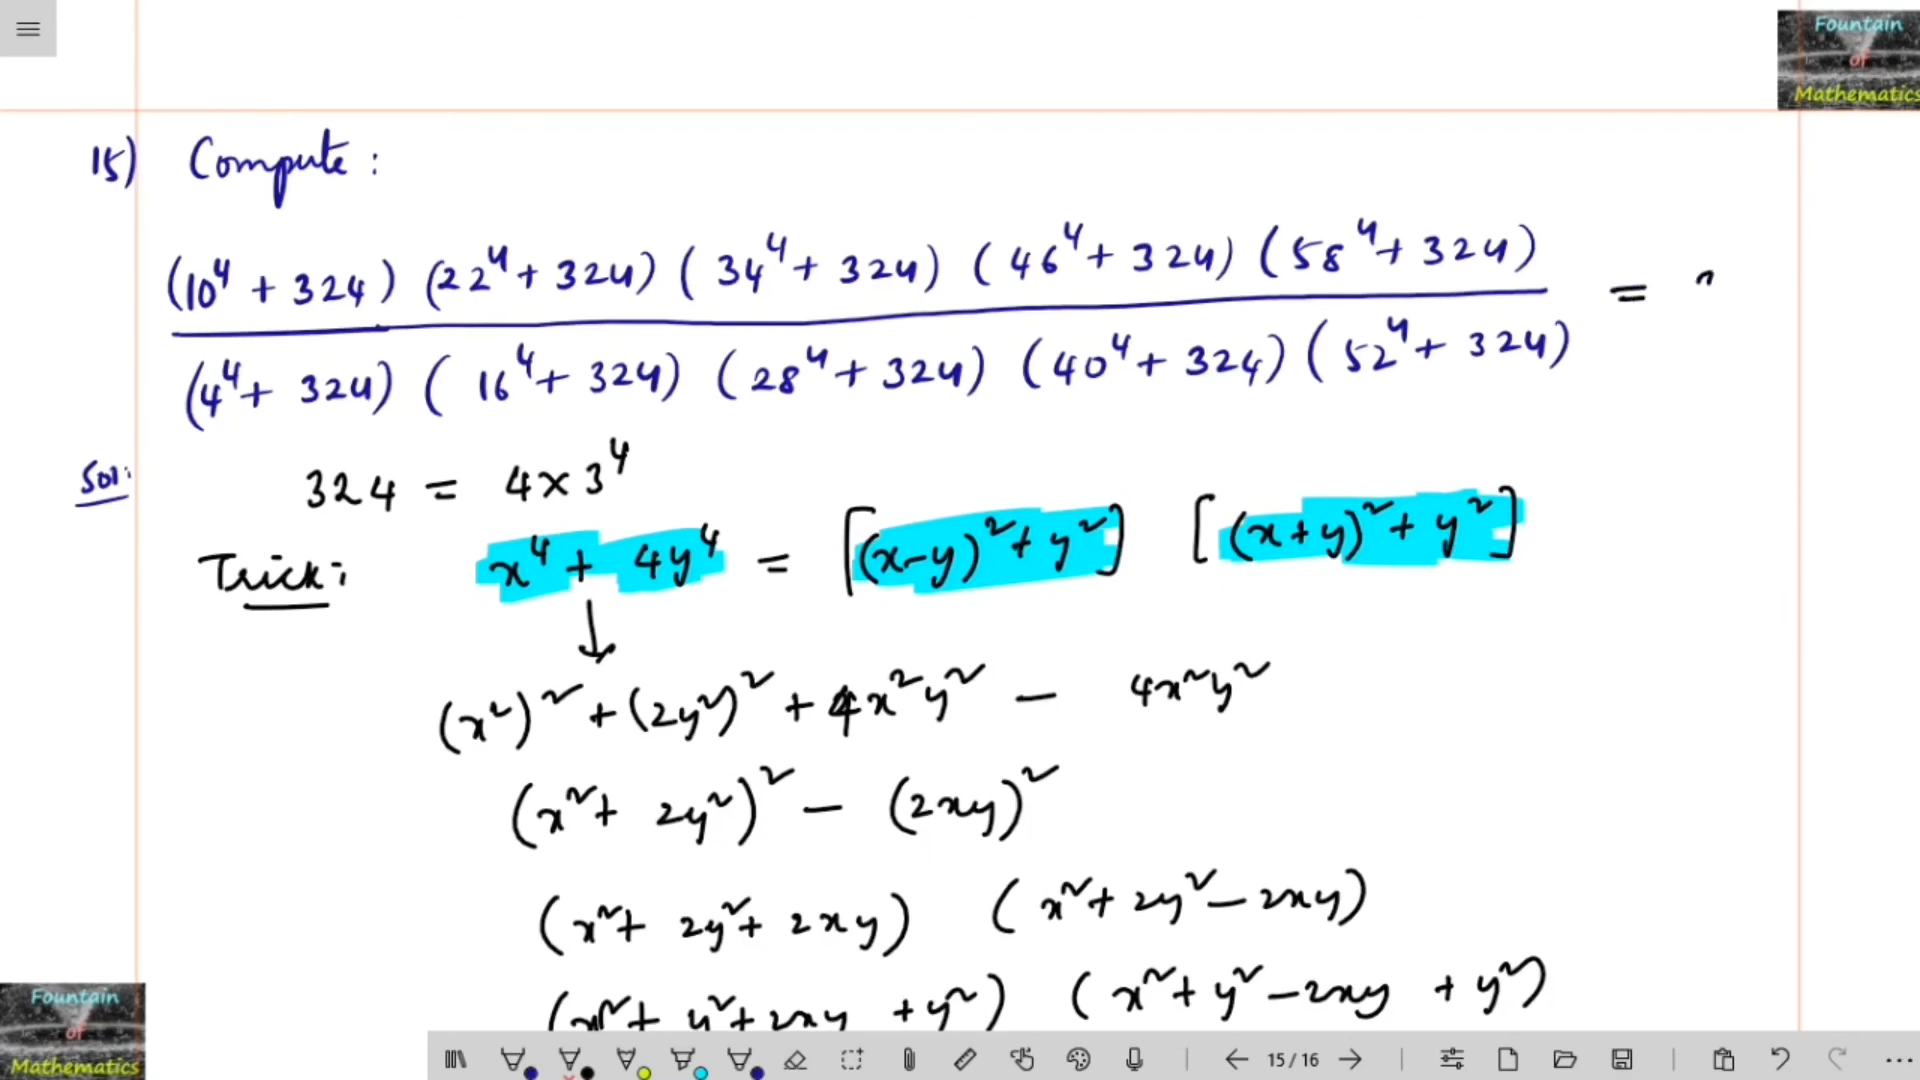 Fountain
of
Mathematics
15) Compute :
(10⁴ + 324) (22⁴ + 324) (34⁴ + 324) (46⁴ + 324) (58⁴ + 324)
(4⁴ + 324) (16⁴ + 324) (28⁴ + 324) (40⁴ + 324) (52⁴ + 324)
=
Sol:
324 = 4 × 3⁴
Trick: x⁴ + 4y⁴ = [(x-y)² + y²] [(x+y)² + y²]
↓
(x²)² + (2y²)² + 4x²y² - 4x²y²
(x² + 2y²)² - (2xy)²
(x² + 2y² + 2xy) (x² + 2y² - 2xy)
(x² + y² + 2xy + y²) (x² + y² - 2xy + y²)
Fountain
of
Mathematics
15 / 16